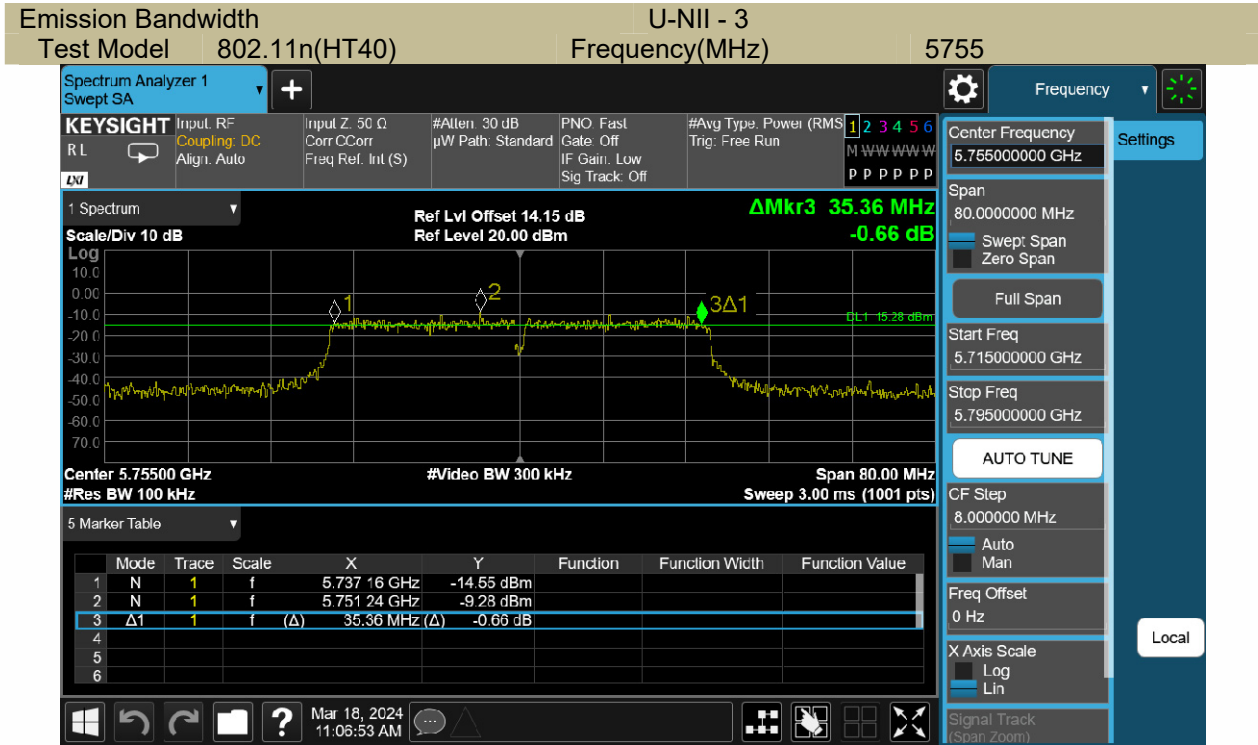 Emission Bandwidth U-NII - 3
Test Model 802.11n(HT40) Frequency(MHz) 5755
Spectrum Analyzer 1
Swept SA
+
Frequency
KEYSIGHT
R L
LXI
Input: RF
Coupling: DC
Align: Auto
Input Z: 50 Ω
Corr CCorr
Freq Ref: Int (S)
#Atten: 30 dB
µW Path: Standard
PNO: Fast
Gate: Off
IF Gain: Low
Sig Track: Off
#Avg Type: Power (RMS
Trig: Free Run
1 2 3 4 5 6
M W W W W W
P P P P P P
1 Spectrum
Scale/Div 10 dB
Ref Lvl Offset 14.15 dB
Ref Level 20.00 dBm
ΔMkr3 35.36 MHz
-0.66 dB
Log
10.0
0.00
-10.0
-20.0
-30.0
-40.0
-50.0
-60.0
70.0
1
2
3Δ1
DL1 15.28 dBm
Center 5.75500 GHz #Video BW 300 kHz Span 80.00 MHz
#Res BW 100 kHz Sweep 3.00 ms (1001 pts)
5 Marker Table
Mode Trace Scale X Y Function Function Width Function Value
1 N 1 f 5.737 16 GHz -14.55 dBm
2 N 1 f 5.751 24 GHz -9.28 dBm
3 Δ1 1 f (Δ) 35.36 MHz (Δ) -0.66 dB
4
5
6
?
Mar 18, 2024
11:06:53 AM
Center Frequency
5.755000000 GHz
Span
80.0000000 MHz
Swept Span
Zero Span
Full Span
Start Freq
5.715000000 GHz
Stop Freq
5.795000000 GHz
AUTO TUNE
CF Step
8.000000 MHz
Auto
Man
Freq Offset
0 Hz
X Axis Scale
Log
Lin
Signal Track
(Span Zoom)
Settings
Local